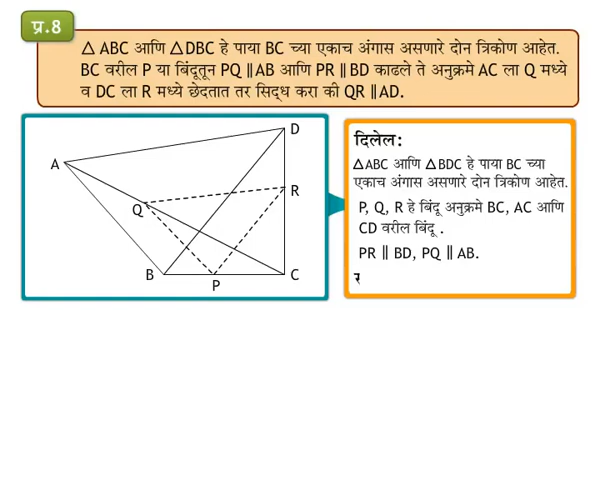 प्र.8
△ ABC आणि △DBC हे पाया BC च्या एकाच अंगास असणारे दोन त्रिकोण आहेत.
BC वरील P या बिंदूतून PQ ∥ AB आणि PR ∥ BD काढले ते अनुक्रमे AC ला Q मध्ये
व DC ला R मध्ये छेदतात तर सिद्ध करा की QR ∥ AD.
D
A
R
Q
B
P
C
दिलेल:
△ABC आणि △BDC हे पाया BC च्या
एकाच अंगास असणारे दोन त्रिकोण आहेत.
P, Q, R हे बिंदू अनुक्रमे BC, AC आणि
CD वरील बिंदू .
PR ∥ BD, PQ ∥ AB.